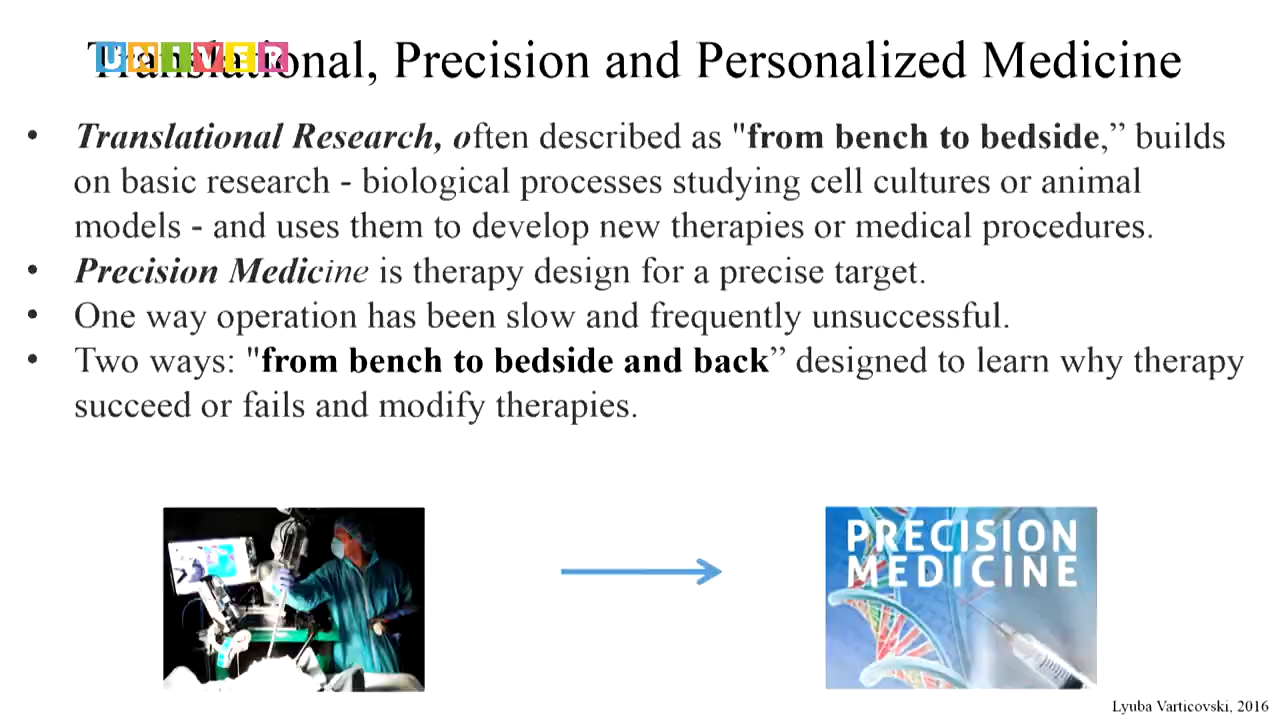 UNIVER
Translational, Precision and Personalized Medicine
• Translational Research, often described as "from bench to bedside,” builds
on basic research - biological processes studying cell cultures or animal
models - and uses them to develop new therapies or medical procedures.
• Precision Medicine is therapy design for a precise target.
• One way operation has been slow and frequently unsuccessful.
• Two ways: "from bench to bedside and back” designed to learn why therapy
succeed or fails and modify therapies.
PRECISION
MEDICINE
Lyuba Varticovski, 2016